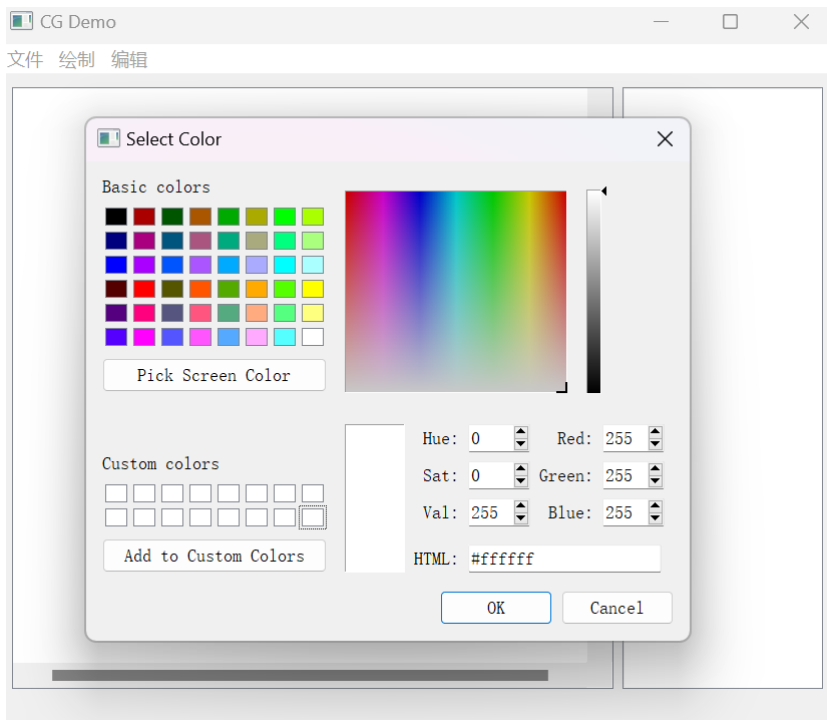 CG Demo
文件 绘制 编辑
Select Color
Basic colors
Pick Screen Color
Custom colors
Add to Custom Colors
Hue: 0 Red: 255
Sat: 0 Green: 255
Val: 255 Blue: 255
HTML: #ffffff
OK Cancel